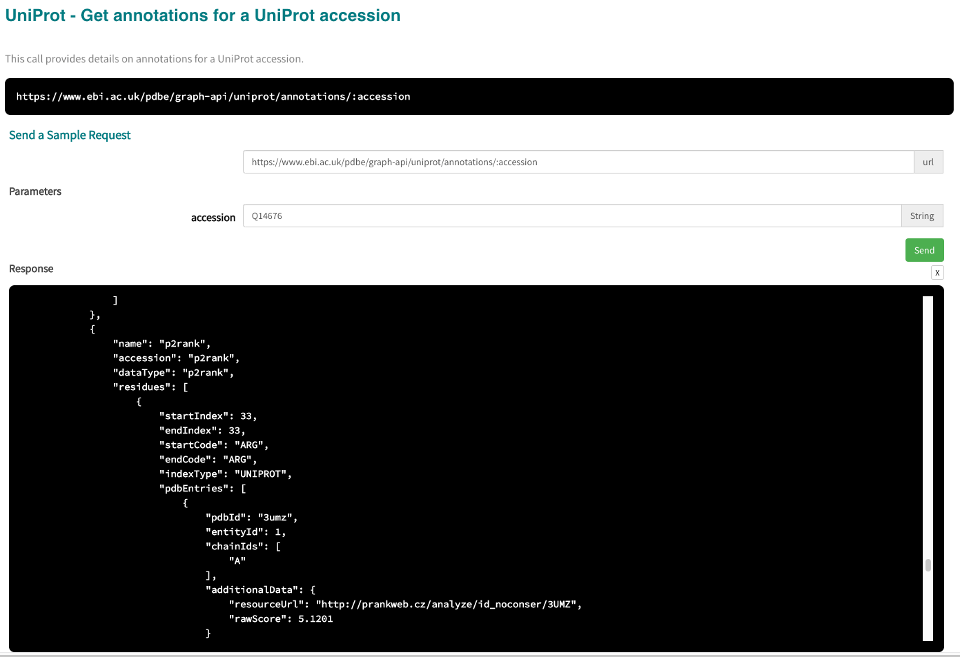 UniProt - Get annotations for a UniProt accession
This call provides details on annotations for a UniProt accession.
https://www.ebi.ac.uk/pdbe/graph-api/uniprot/annotations/:accession
Send a Sample Request
https://www.ebi.ac.uk/pdbe/graph-api/uniprot/annotations/:accession url
Parameters
accession Q14676 String
Send
Response x
]
},
{
"name": "p2rank",
"accession": "p2rank",
"dataType": "p2rank",
"residues": [
{
"startIndex": 33,
"endIndex": 33,
"startCode": "ARG",
"endCode": "ARG",
"indexType": "UNIPROT",
"pdbEntries": [
{
"pdbId": "3umz",
"entityId": 1,
"chainIds": [
"A"
],
"additionalData": {
"resourceUrl": "http://prankweb.cz/analyze/id_noconser/3UMZ",
"rawScore": 5.1201
}